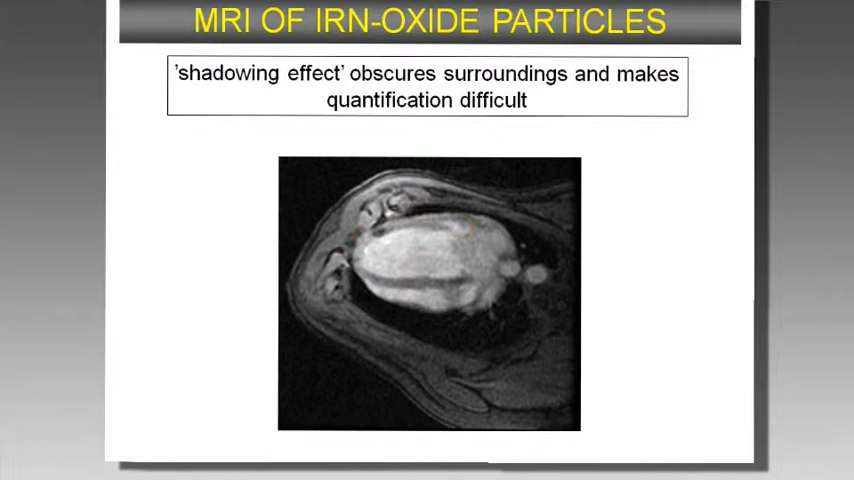 MRI OF IRN-OXIDE PARTICLES
'shadowing effect' obscures surroundings and makes
quantification difficult